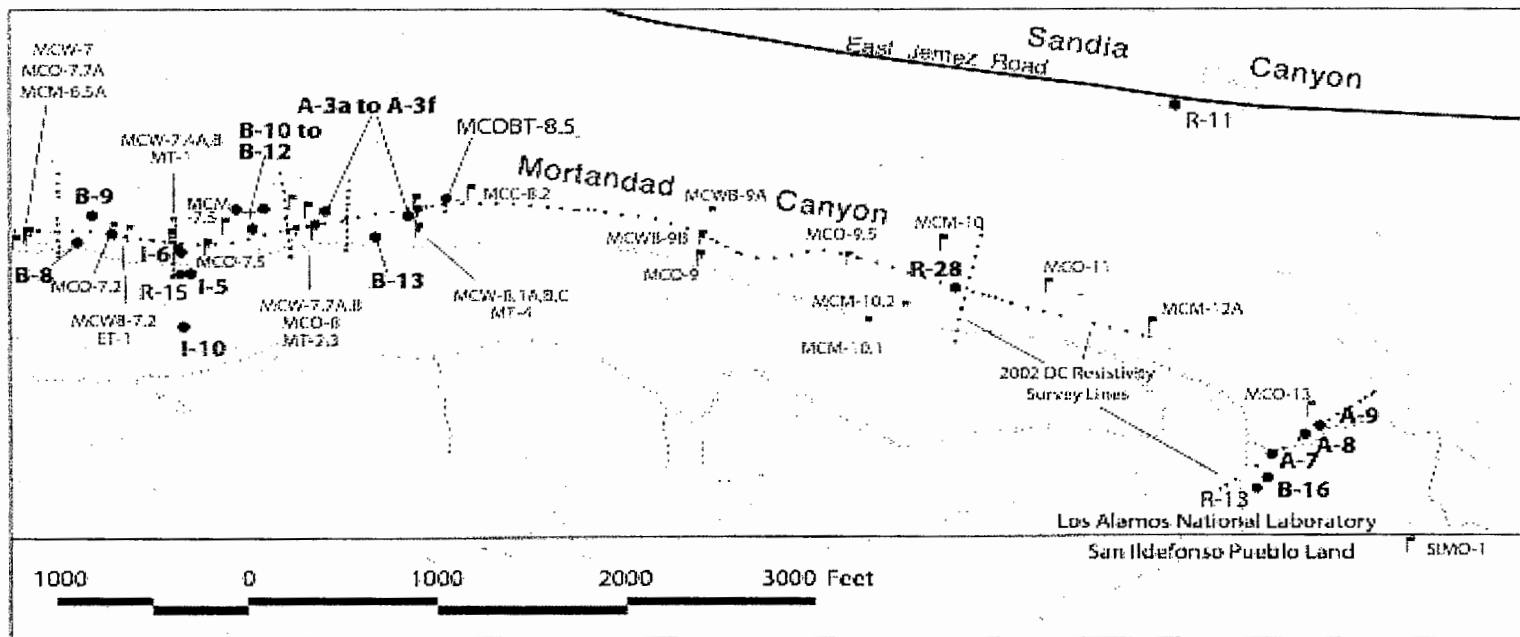 Sandia
Canyon
East Jemez Road
R-11
MCW-7
MCO-7.7A
MCM-6.5A
A-3a to A-3f
B-10 to
B-12
MCOBT-8.5
MCW-7.4A,B
MT-1
Mortandad
Canyon
MCC-8.2
B-9
MCM
-7.5
MCWB-9A
MCWB-9B
MCO-9
MCO-9.5
MCM-10
R-28
MCO-11
I-6
B-8
MCO-7.2
R-15
I-5
MCO-7.5
B-13
MCWB-7.2
ET-1
MCW-7.7A,B
MCO-8
MT-2,3
MCW-8.1A,B,C
MT-4
MCM-10.2
MCM-10.1
MCM-12A
I-10
2002 DC Resistivity
Survey Lines
MCO-13
A-9
A-8
A-7
B-16
R-13
Los Alamos National Laboratory
San Ildefonso Pueblo Land
SIMO-1
1000 0 1000 2000 3000 Feet